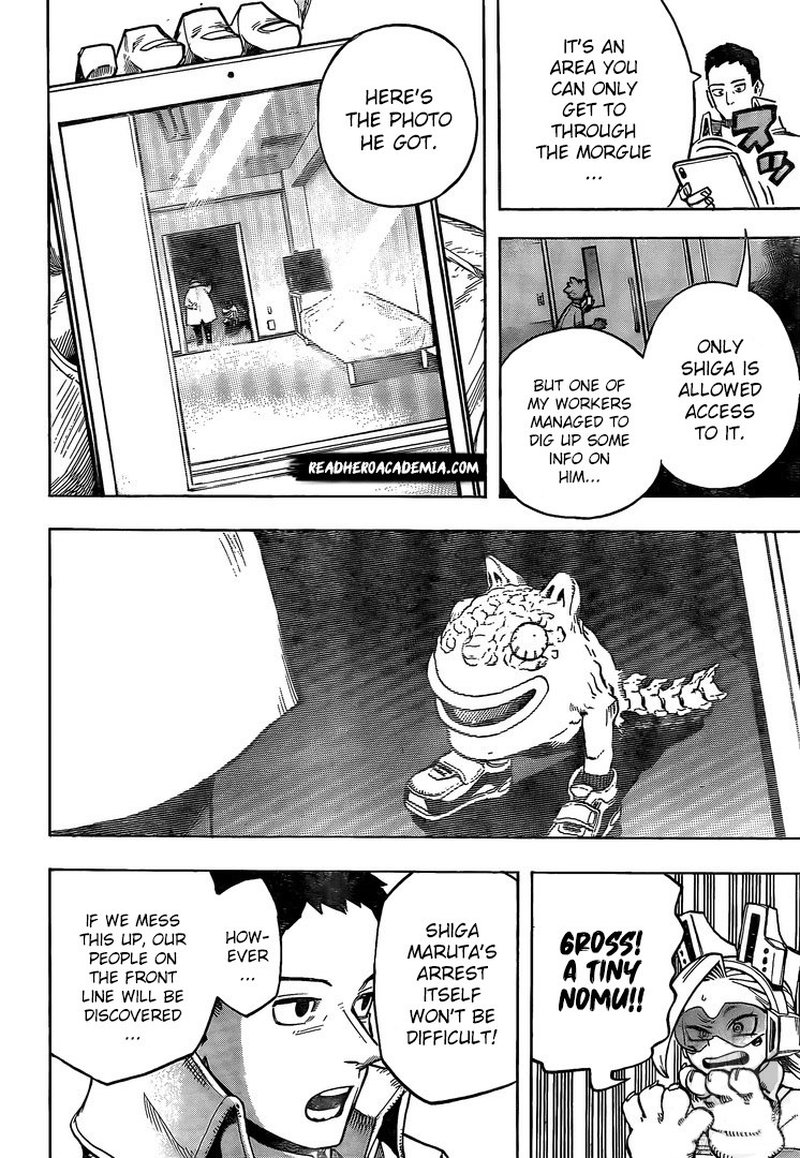 IT'S AN
AREA YOU
CAN ONLY
GET TO
THROUGH
THE MORGUE
...
スッ
ONLY
SHIGA IS
ALLOWED
ACCESS
TO IT.
BUT ONE OF
MY WORKERS
MANAGED TO
DIG UP SOME
INFO ON
HIM...
HERE'S
THE PHOTO
HE GOT.
READHEROACADEMIA.COM
GROSS!
A TINY
NOMU!!
SHIGA
MARUTA'S
ARREST
ITSELF
WON'T BE
DIFFICULT!
HOW-
EVER
...
IF WE MESS
THIS UP, OUR
PEOPLE ON
THE FRONT
LINE WILL BE
DISCOVERED
...